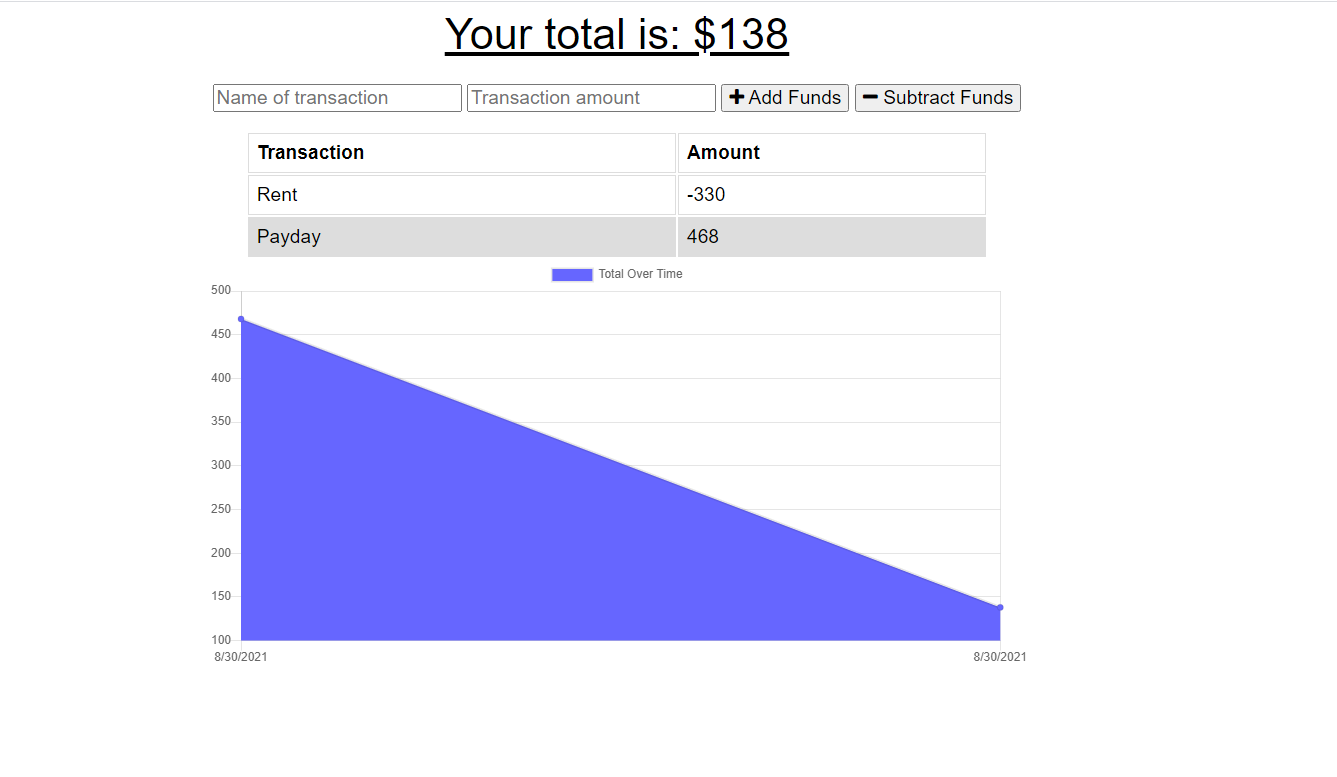 Your total is: $138
Name of transaction Transaction amount Add Funds Subtract Funds
Transaction Amount
Rent -330
Payday 468
Total Over Time
500
450
400
350
300
250
200
150
100
8/30/2021 8/30/2021